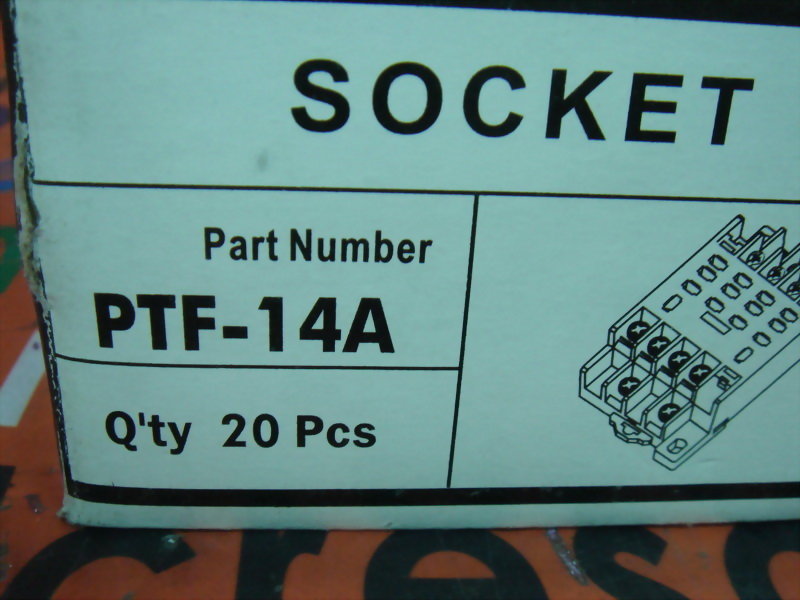 SOCKET
Part Number
PTF-14A
Q'ty 20 Pcs